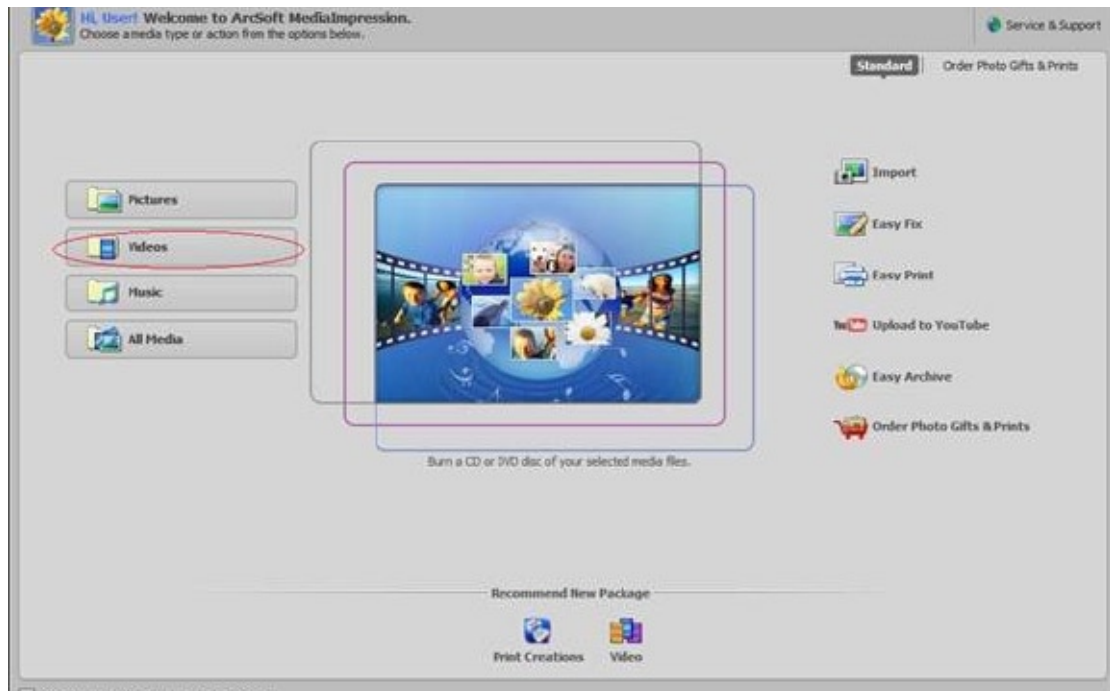 Hi, User! Welcome to ArcSoft MediaImpression.
Choose a media type or action from the options below.
Service & Support
Standard
Order Photo Gifts & Prints
Pictures
Videos
Music
All Media
Import
Easy Fix
Easy Print
Upload to YouTube
Easy Archive
Order Photo Gifts & Prints
Burn a CD or DVD disc of your selected media files.
Recommend New Package
Print Creations
Video